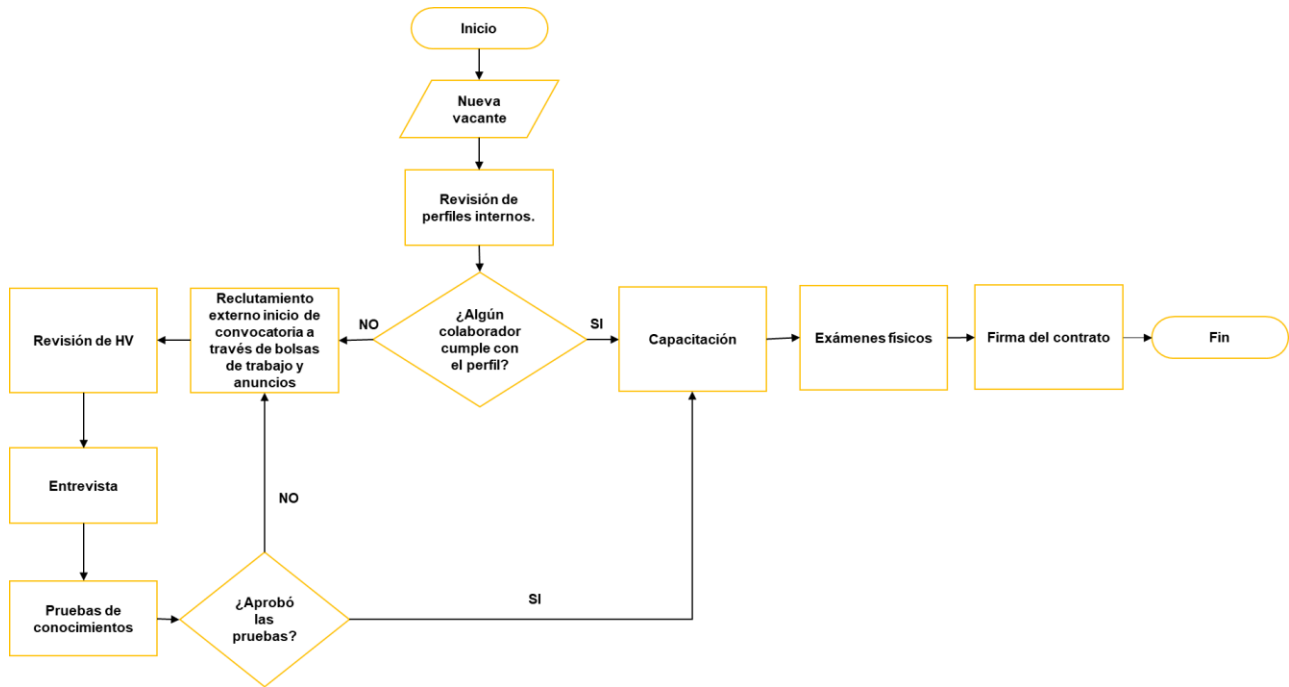 Inicio
Nueva
vacante
Revisión de
perfiles internos.
¿Algún
colaborador
cumple con
el perfil?
NO
SI
Reclutamiento
externo inicio de
convocatoria a
través de bolsas
de trabajo y
anuncios
Revisión de HV
Capacitación
Exámenes físicos
Firma del contrato
Fin
Entrevista
NO
Pruebas de
conocimientos
¿Aprobó
las
pruebas?
SI